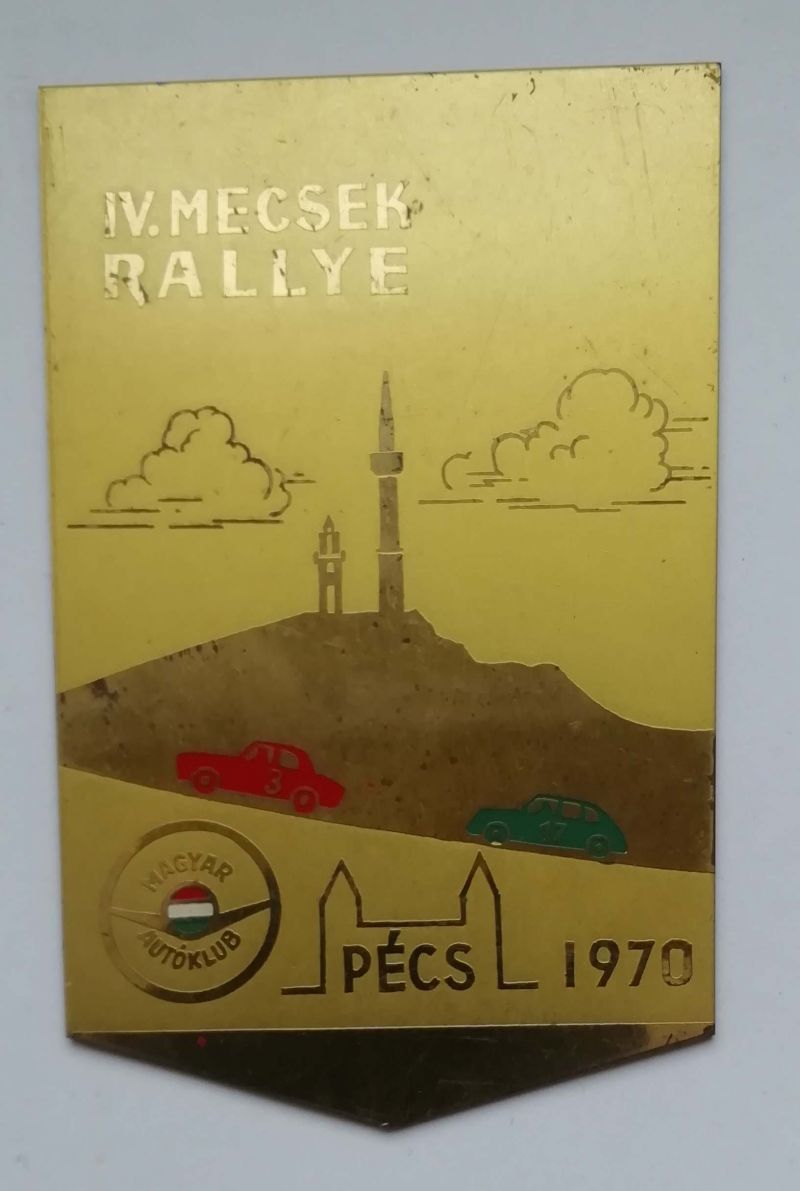 IV. MECSEK
RALLYE
3
17
MAGYAR
AUTÓKLUB
PÉCS 1970